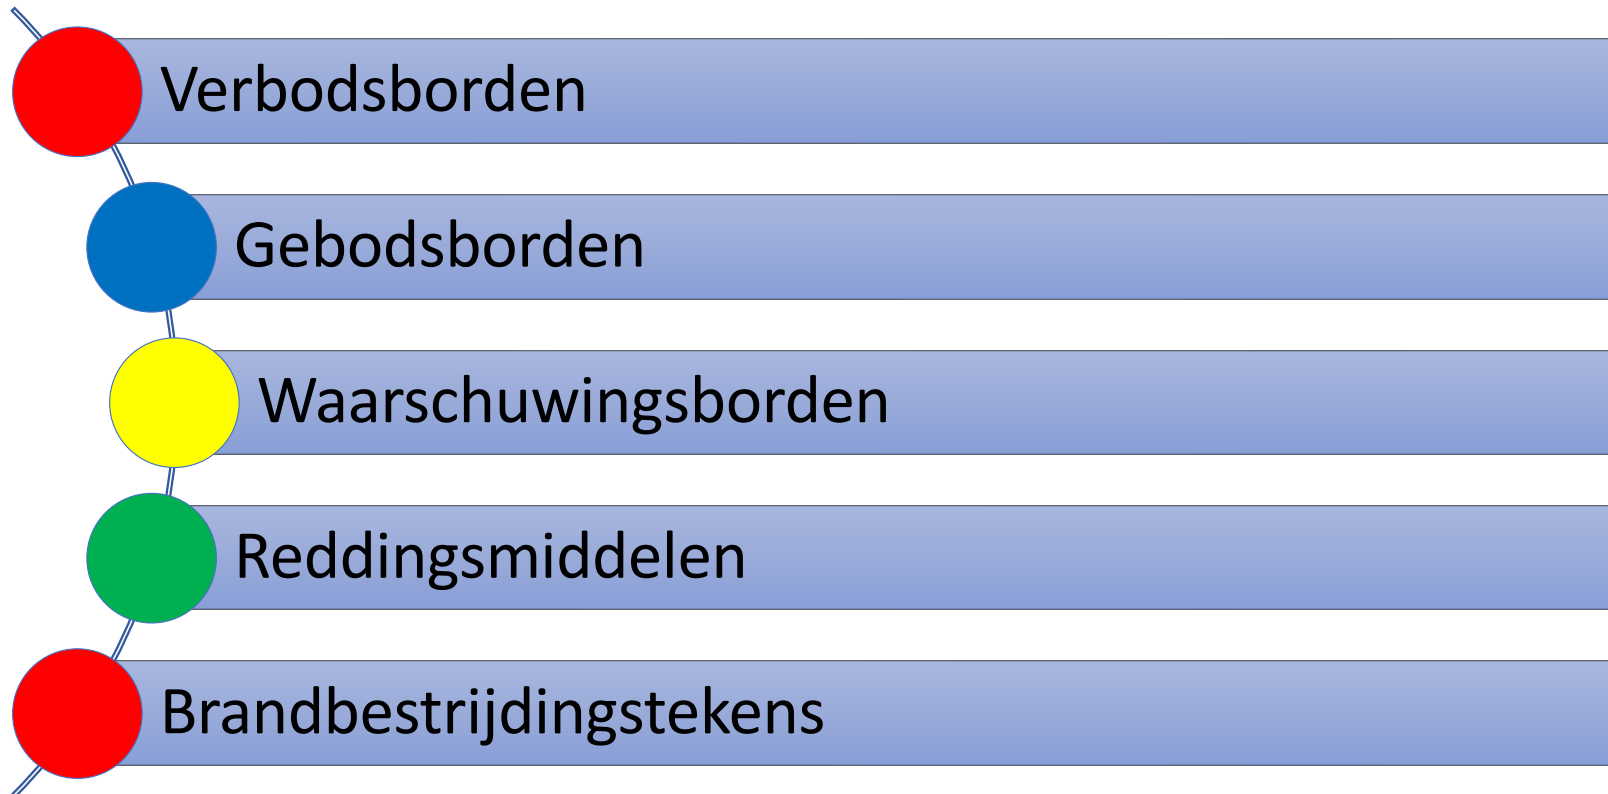 Verbodsborden
Gebodsborden
Waarschuwingsborden
Reddingsmiddelen
Brandbestrijdingstekens